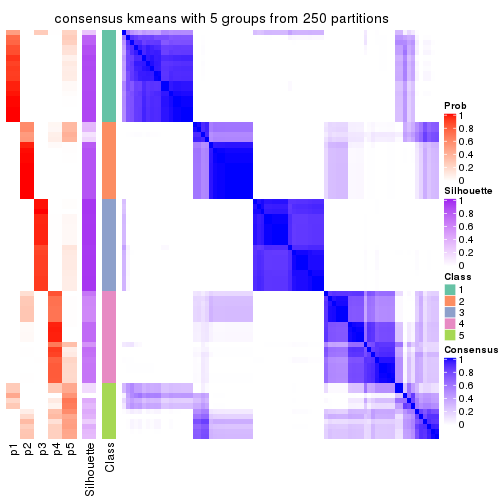 consensus kmeans with 5 groups from 250 partitions
Prob
1
0.8
0.6
0.4
0.2
0
Silhouette
1
0.8
0.6
0.4
0.2
0
Class
1
2
3
4
5
Consensus
1
0.8
0.6
0.4
0.2
0
p1
p2
p3
p4
p5
Silhouette
Class